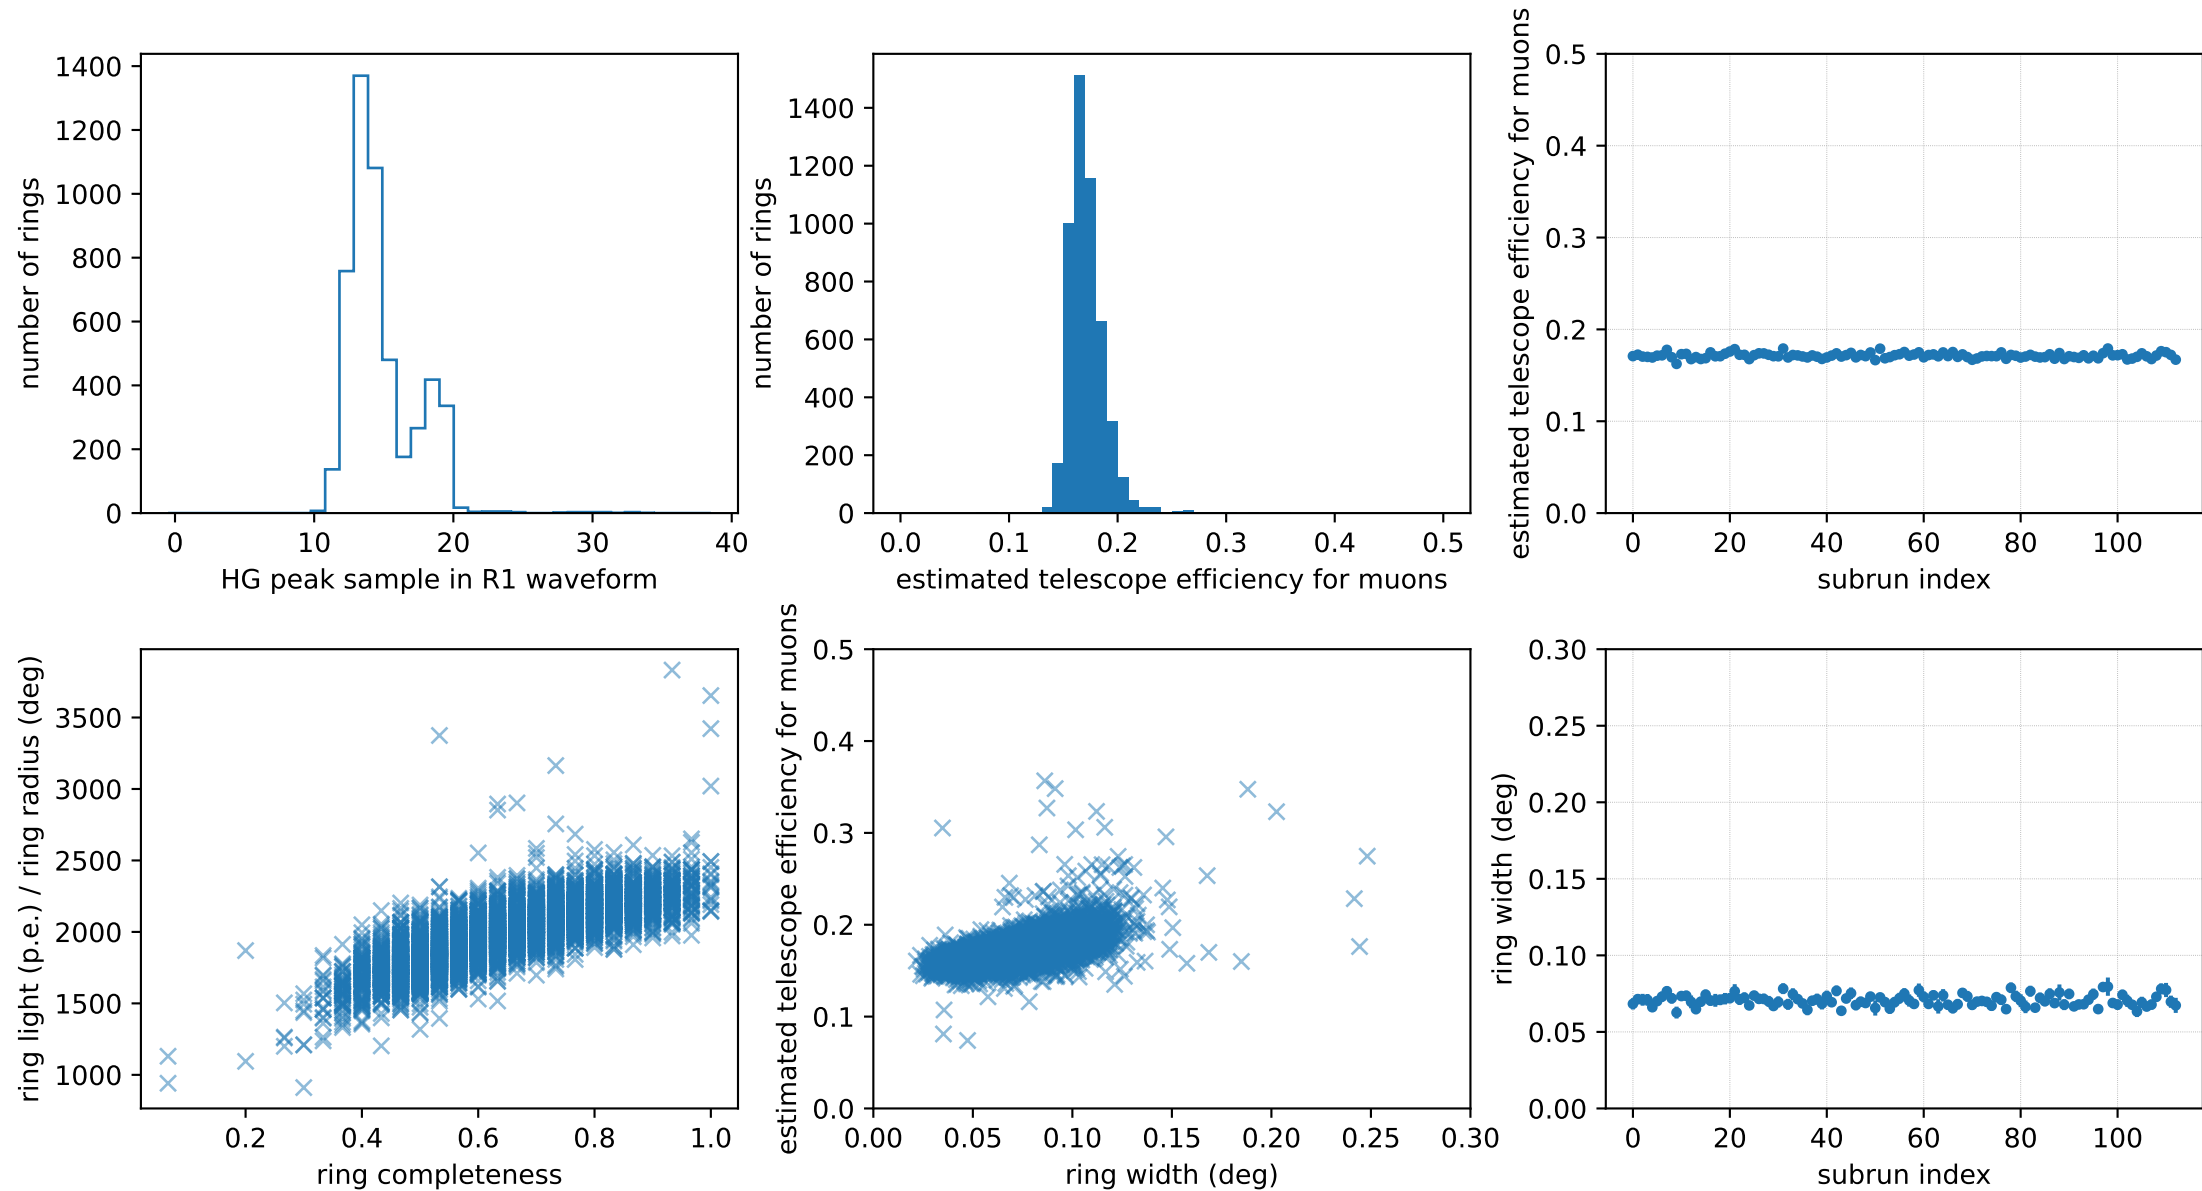 number of rings
1400
1200
1000
800
600
400
200
0
0 10 20 30 40
HG peak sample in R1 waveform
number of rings
1400
1200
1000
800
600
400
200
0
0.0 0.1 0.2 0.3 0.4 0.5
estimated telescope efficiency for muons
estimated telescope efficiency for muons
0.5
0.4
0.3
0.2
0.1
0.0
0 20 40 60 80 100
subrun index
ring light (p.e.) / ring radius (deg)
3500
3000
2500
2000
1500
1000
0.2 0.4 0.6 0.8 1.0
ring completeness
estimated telescope efficiency for muons
0.5
0.4
0.3
0.2
0.1
0.0
0.00 0.05 0.10 0.15 0.20 0.25 0.30
ring width (deg)
ring width (deg)
0.30
0.25
0.20
0.15
0.10
0.05
0.00
0 20 40 60 80 100
subrun index